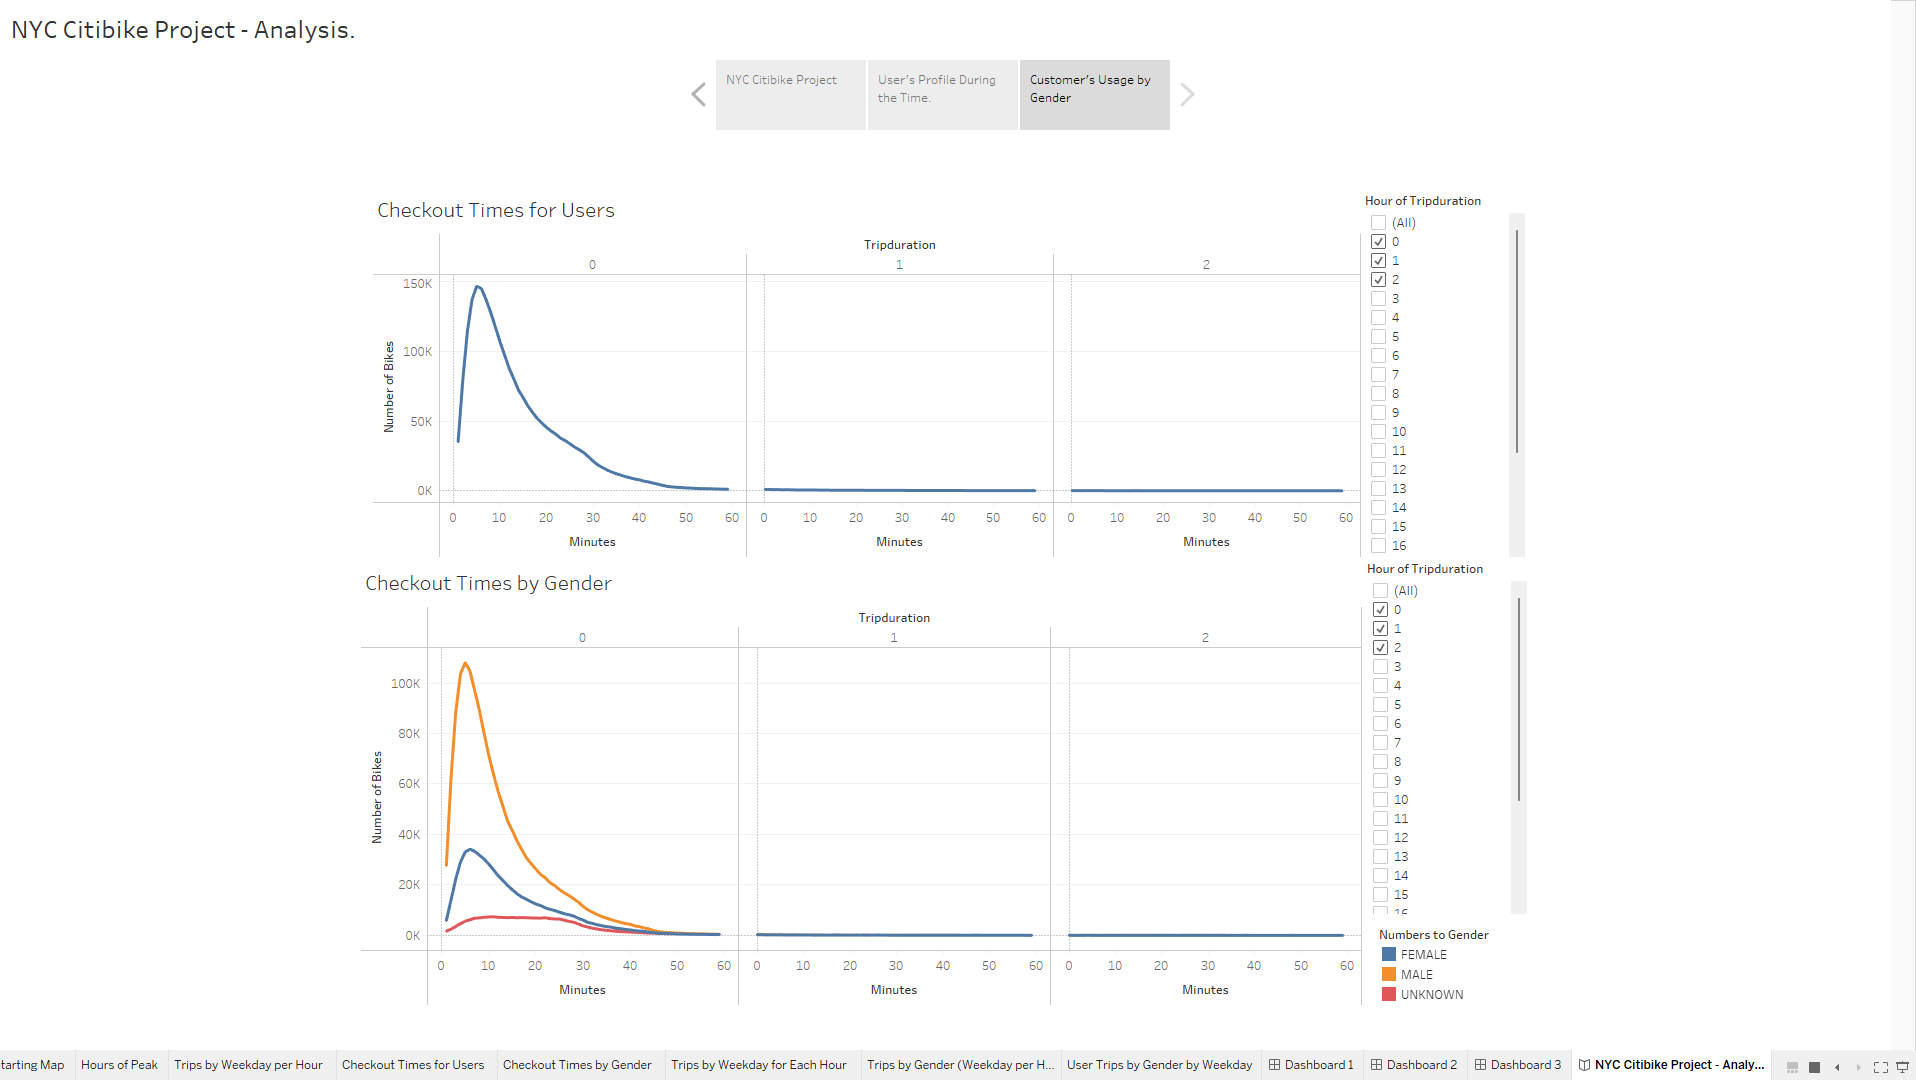 NYC Citibike Project - Analysis.
NYC Citibike Project
User's Profile During
the Time.
Customer's Usage by
Gender
Checkout Times for Users
Tripduration
0 1 2
150K
100K
50K
0K
Number of Bikes
0 10 20 30 40 50 60 0 10 20 30 40 50 60 0 10 20 30 40 50 60
Minutes Minutes Minutes
Hour of Tripduration
(All)
0
1
2
3
4
5
6
7
8
9
10
11
12
13
14
15
16
Checkout Times by Gender
Tripduration
0 1 2
100K
80K
60K
40K
20K
0K
Number of Bikes
0 10 20 30 40 50 60 0 10 20 30 40 50 60 0 10 20 30 40 50 60
Minutes Minutes Minutes
Hour of Tripduration
(All)
0
1
2
3
4
5
6
7
8
9
10
11
12
13
14
15
16
Numbers to Gender
FEMALE
MALE
UNKNOWN
tarting Map Hours of Peak Trips by Weekday per Hour Checkout Times for Users Checkout Times by Gender Trips by Weekday for Each Hour Trips by Gender (Weekday per H... User Trips by Gender by Weekday Dashboard 1 Dashboard 2 Dashboard 3 NYC Citibike Project - Analy...